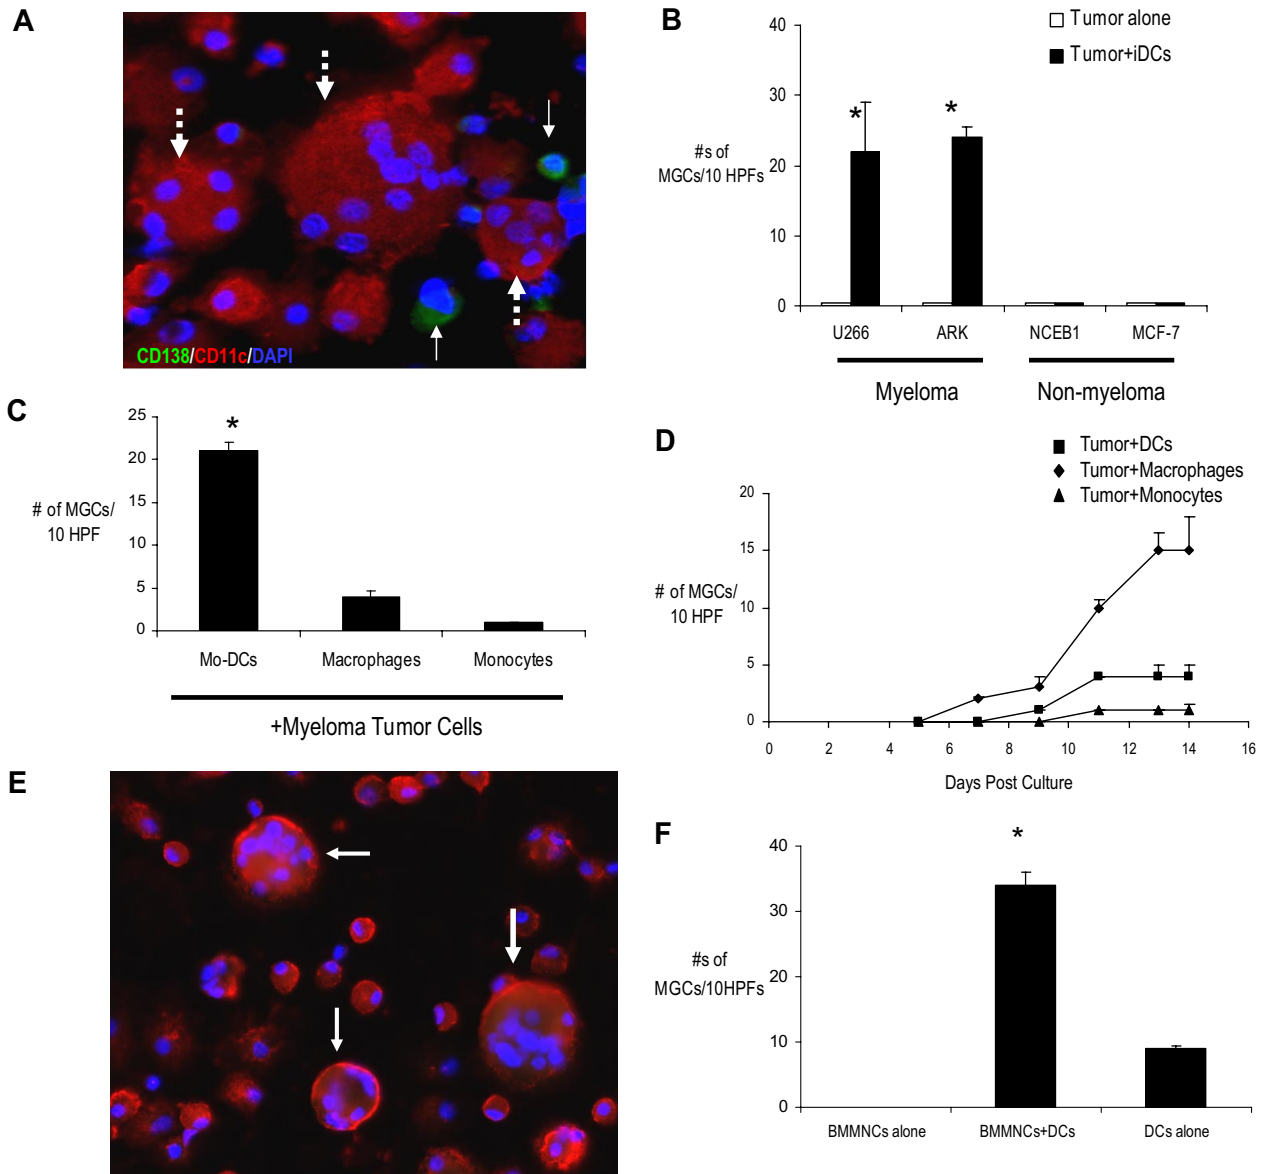 A
CD138/CD11c/DAPI
B
Tumor alone
Tumor+iDCs
#s of
MGCs/10 HPFs
40
30
20
10
0
*
*
U266
ARK
NCEB1
MCF-7
Myeloma
Non-myeloma
C
# of MGCs/
10 HPF
25
20
15
10
5
0
*
Mo-DCs
Macrophages
Monocytes
+Myeloma Tumor Cells
D
Tumor+DCs
Tumor+Macrophages
Tumor+Monocytes
# of MGCs/
10 HPF
20
15
10
5
0
0 2 4 6 8 10 12 14 16
Days Post Culture
E
F
#s of
MGCs/10HPFs
40
30
20
10
0
*
BMMNCs alone
BMMNCs+DCs
DCs alone